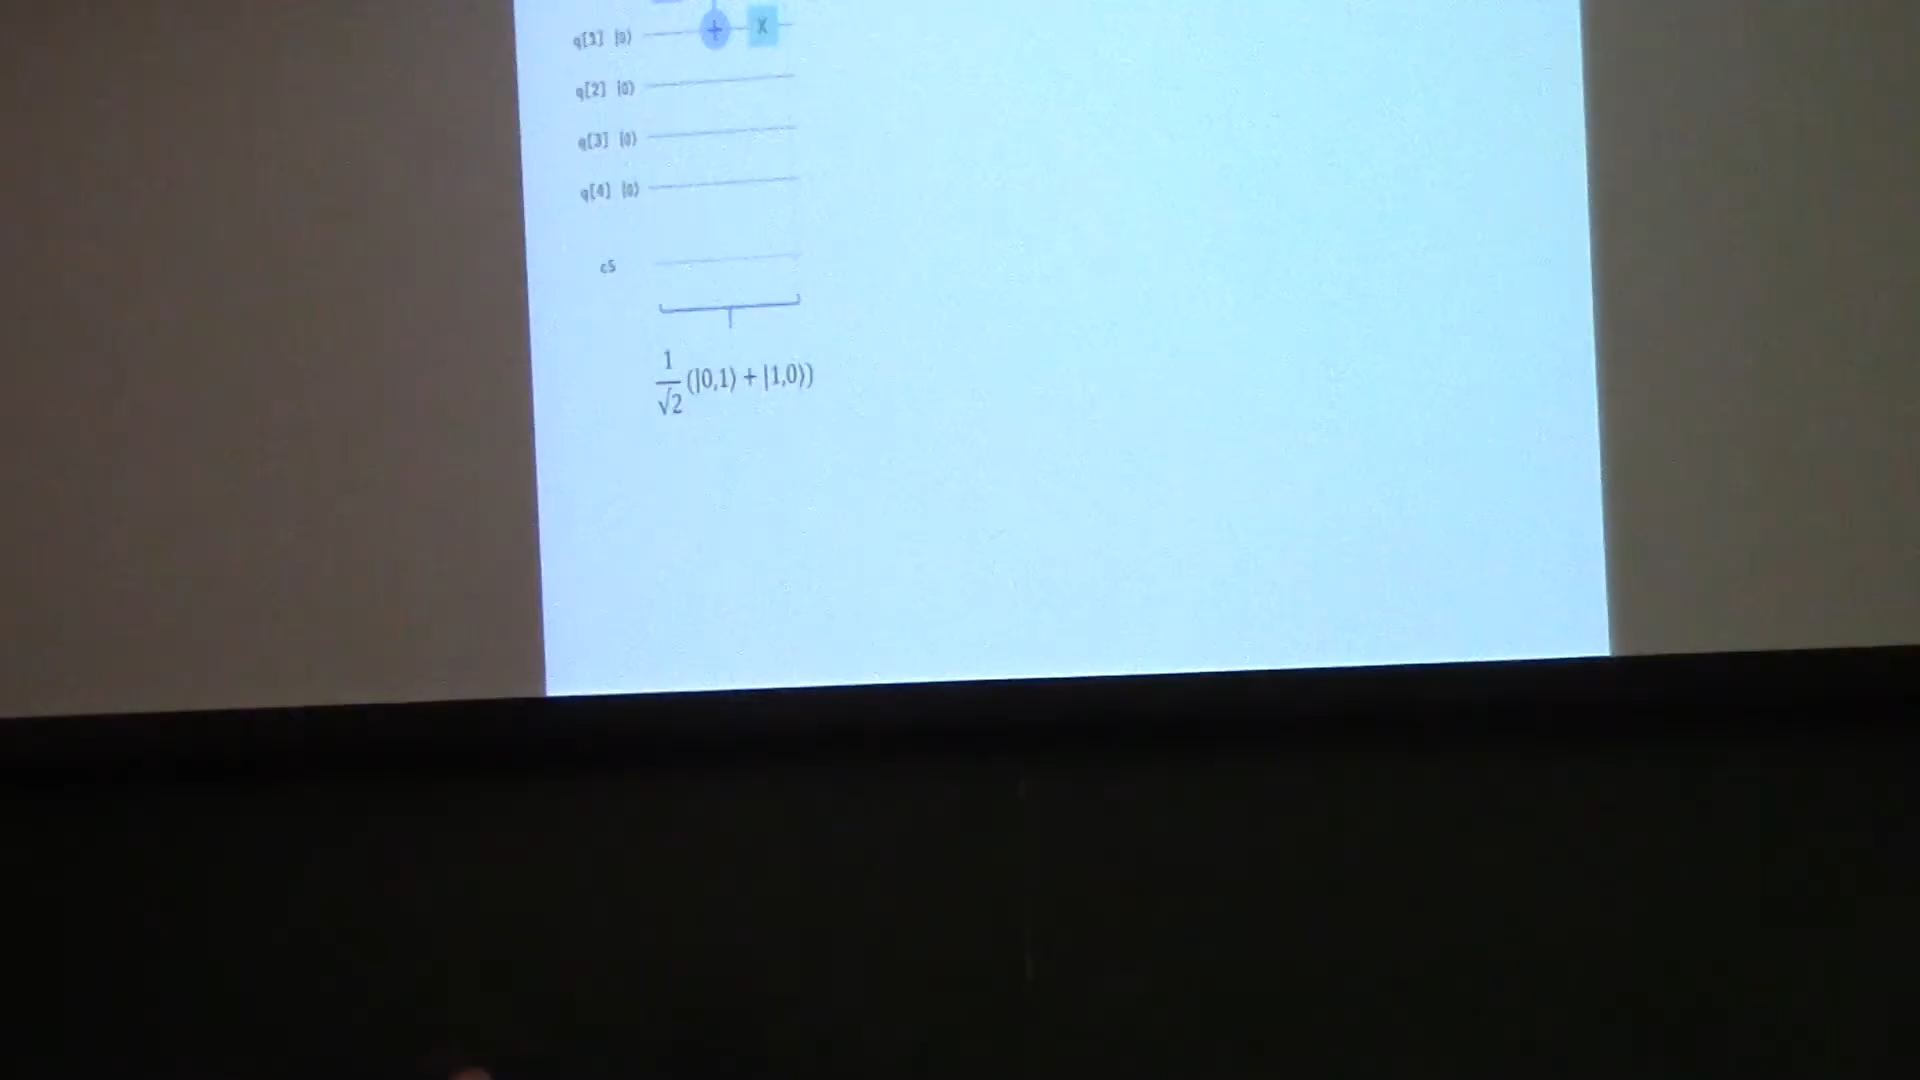 q[1] |0⟩ + X
q[2] |0⟩
q[3] |0⟩
q[4] |0⟩
c5
1/√2 (|0,1⟩ + |1,0⟩)